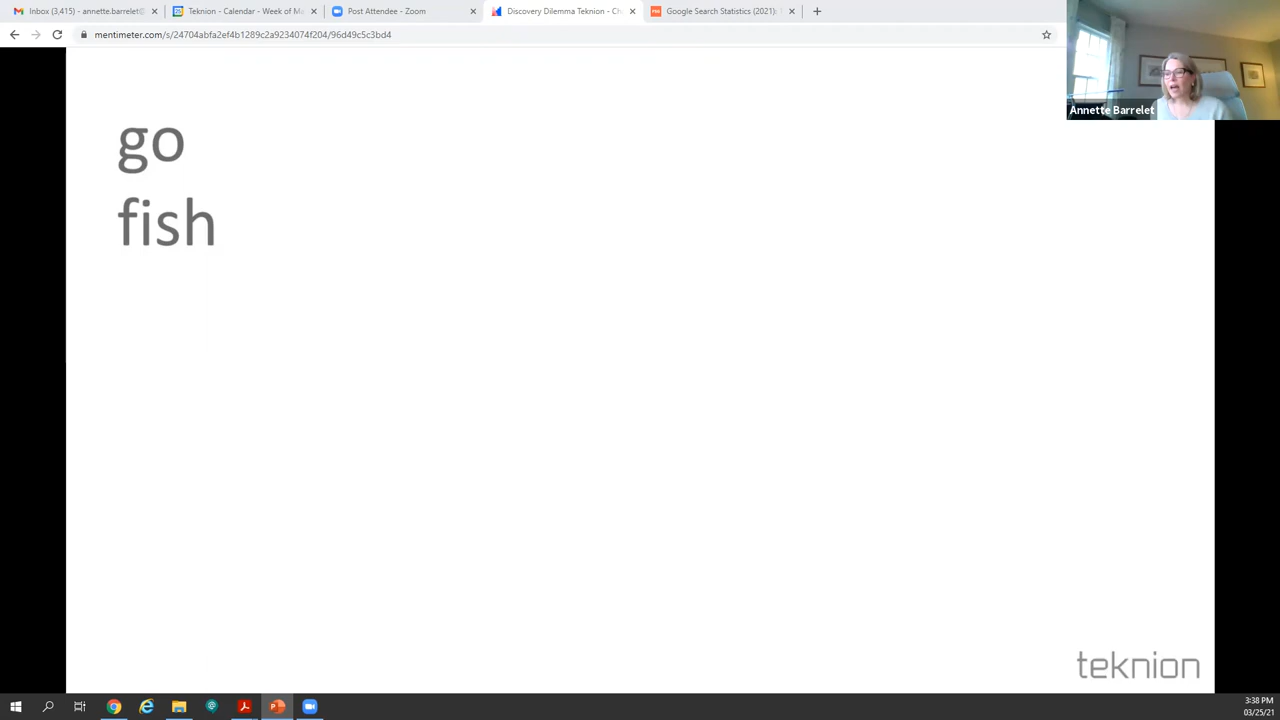 Inbox (3,415) - annette.barrelet@
Teknion - Calendar - Week of Ma
Post Attendee - Zoom
Discovery Dilemma Teknion - Ch
Google Search Statistics (2021):
mentimeter.com/s/24704abfa2ef4b1289c2a9234074f204/96d49c5c3bd4
Annette Barrelet
go
fish
teknion
3:38 PM
03/25/21